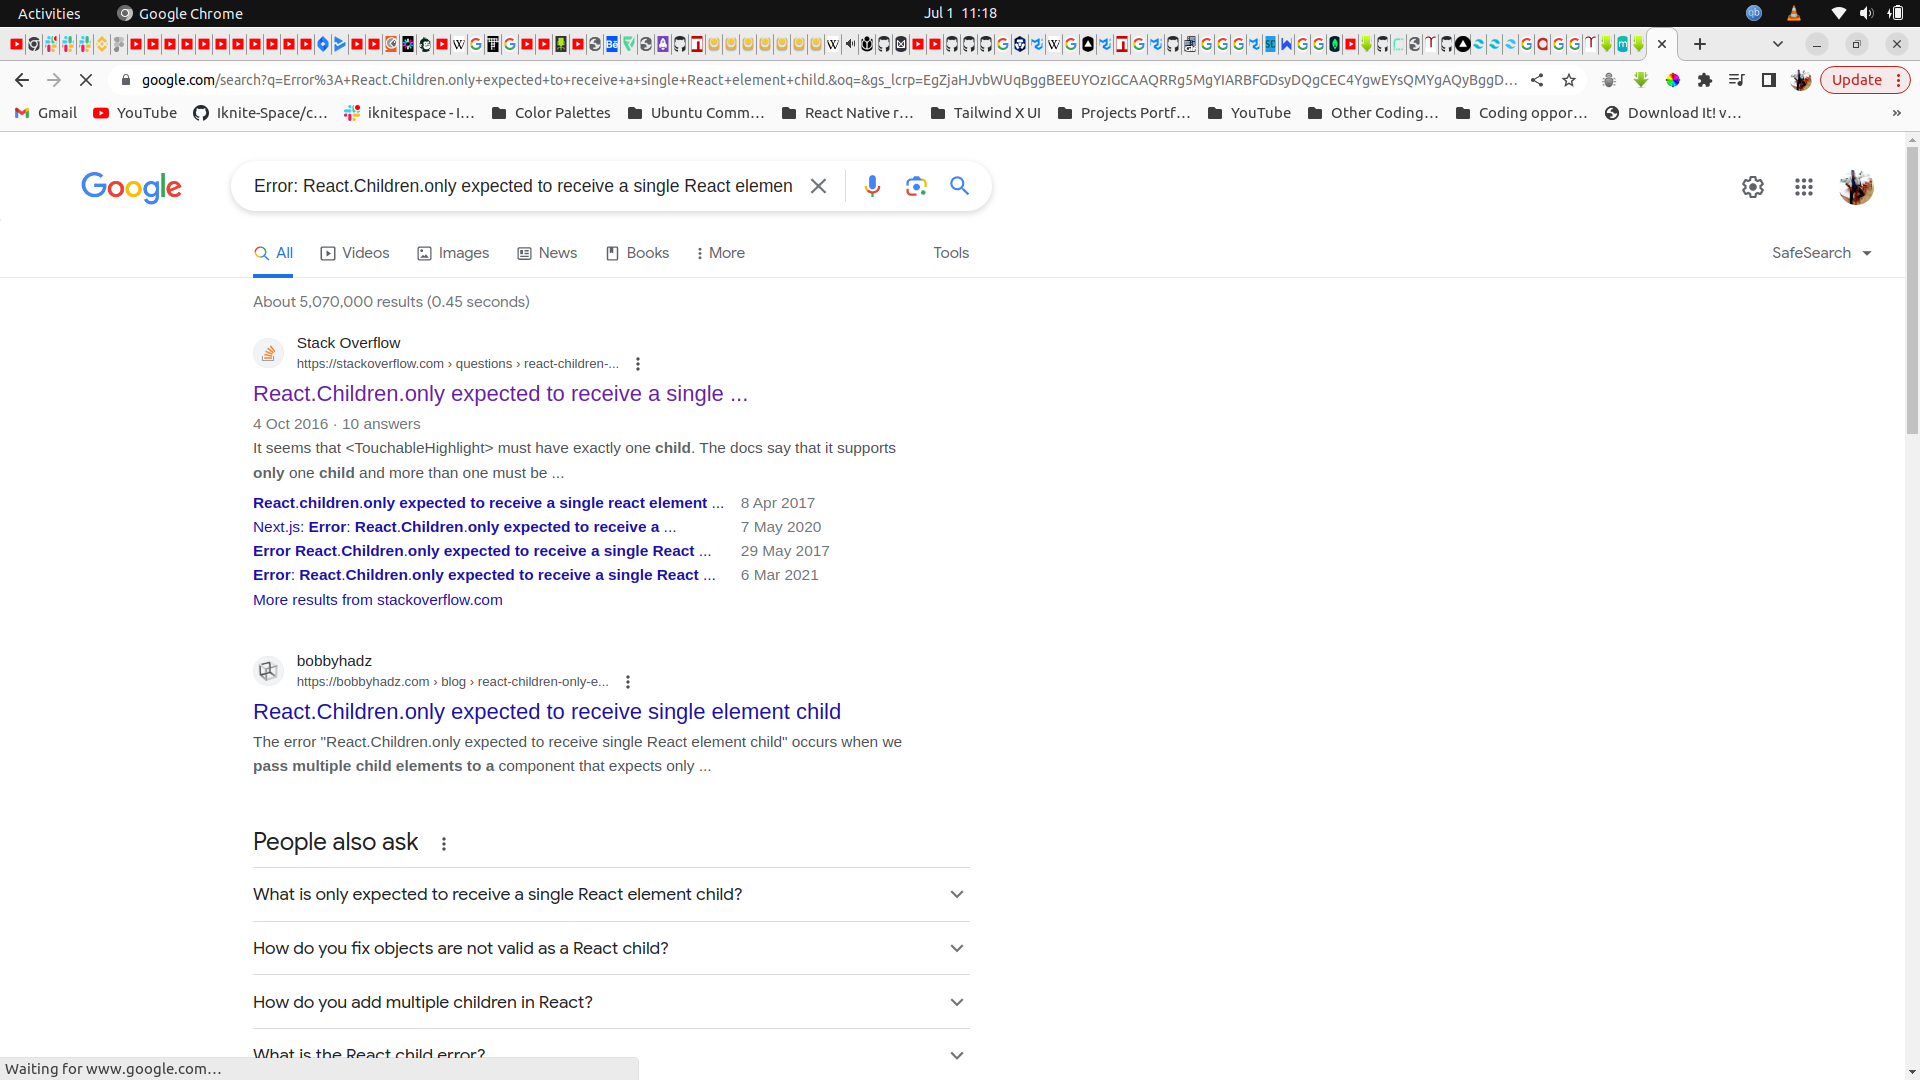 Activities
Google Chrome
Jul 1 11:18
google.com/search?q=Error%3A+React.Children.only+expected+to+receive+a+single+React+element+child.&oq=&gs_lcrp=EgZjaHJvbWUqBggBEEUYOzIGCAAQRRg5MgYIARBFGDsyDQgCEC4YgwEYsQMYgAQyBggD...
Update
Gmail
YouTube
Iknite-Space/c...
iknitespace - I...
Color Palettes
Ubuntu Comm...
React Native r...
Tailwind X UI
Projects Portf...
YouTube
Other Coding...
Coding oppor...
Download It! v...
»
Google
Error: React.Children.only expected to receive a single React elemen
All
Videos
Images
News
Books
More
Tools
SafeSearch
About 5,070,000 results (0.45 seconds)
Stack Overflow
https://stackoverflow.com › questions › react-children-...
React.Children.only expected to receive a single ...
4 Oct 2016 · 10 answers
It seems that <TouchableHighlight> must have exactly one child. The docs say that it supports
only one child and more than one must be ...
React.children.only expected to receive a single react element ... 8 Apr 2017
Next.js: Error: React.Children.only expected to receive a ... 7 May 2020
Error React.Children.only expected to receive a single React ... 29 May 2017
Error: React.Children.only expected to receive a single React ... 6 Mar 2021
More results from stackoverflow.com
bobbyhadz
https://bobbyhadz.com › blog › react-children-only-e...
React.Children.only expected to receive single element child
The error "React.Children.only expected to receive single React element child" occurs when we
pass multiple child elements to a component that expects only ...
People also ask
What is only expected to receive a single React element child?
How do you fix objects are not valid as a React child?
How do you add multiple children in React?
What is the React child error?
Waiting for www.google.com...